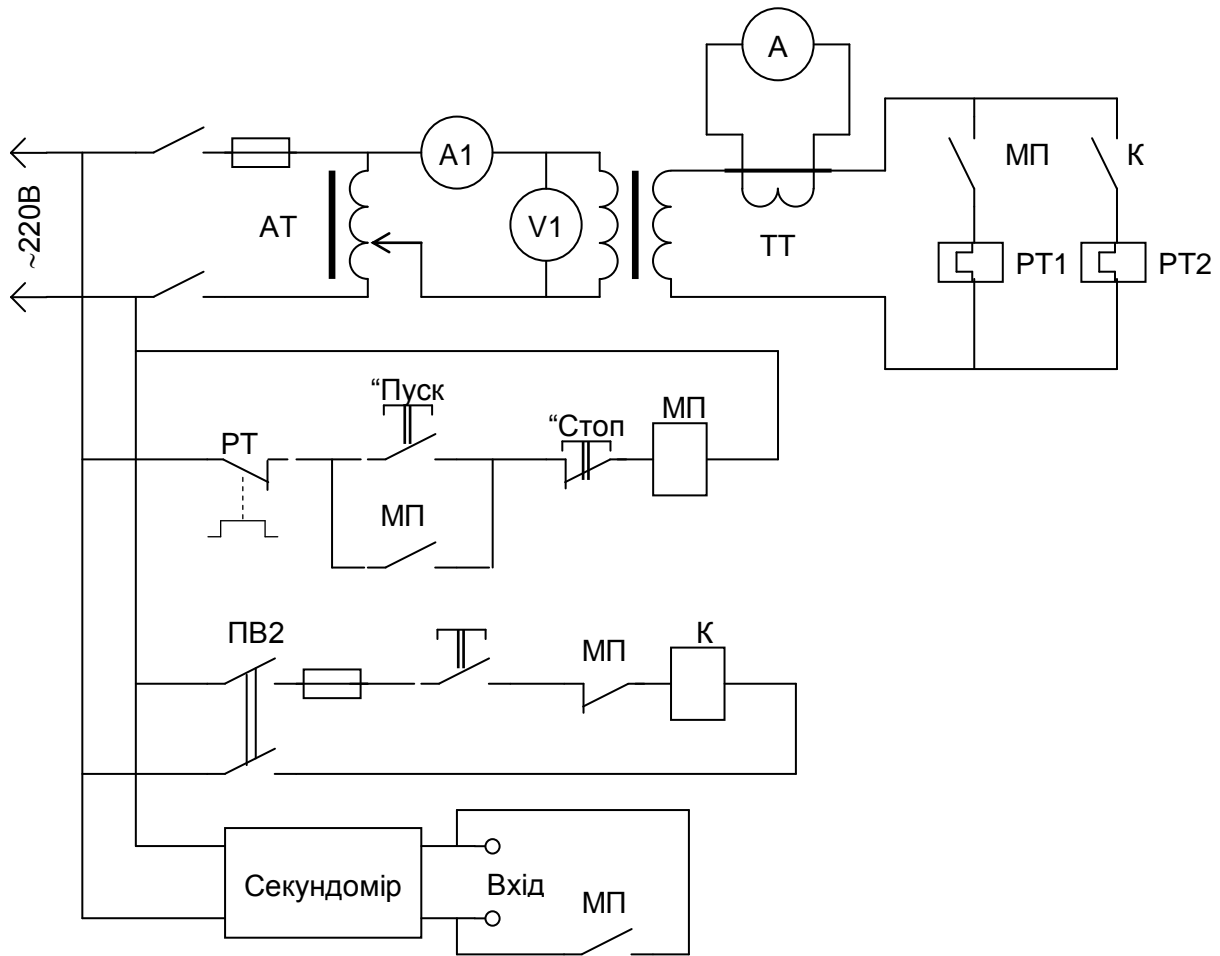 А
~220В
А1
МП
К
АТ
V1
ТТ
РТ1
РТ2
“Пуск
“Стоп
МП
РТ
МП
ПВ2
МП
К
Секундомір
Вхід
МП